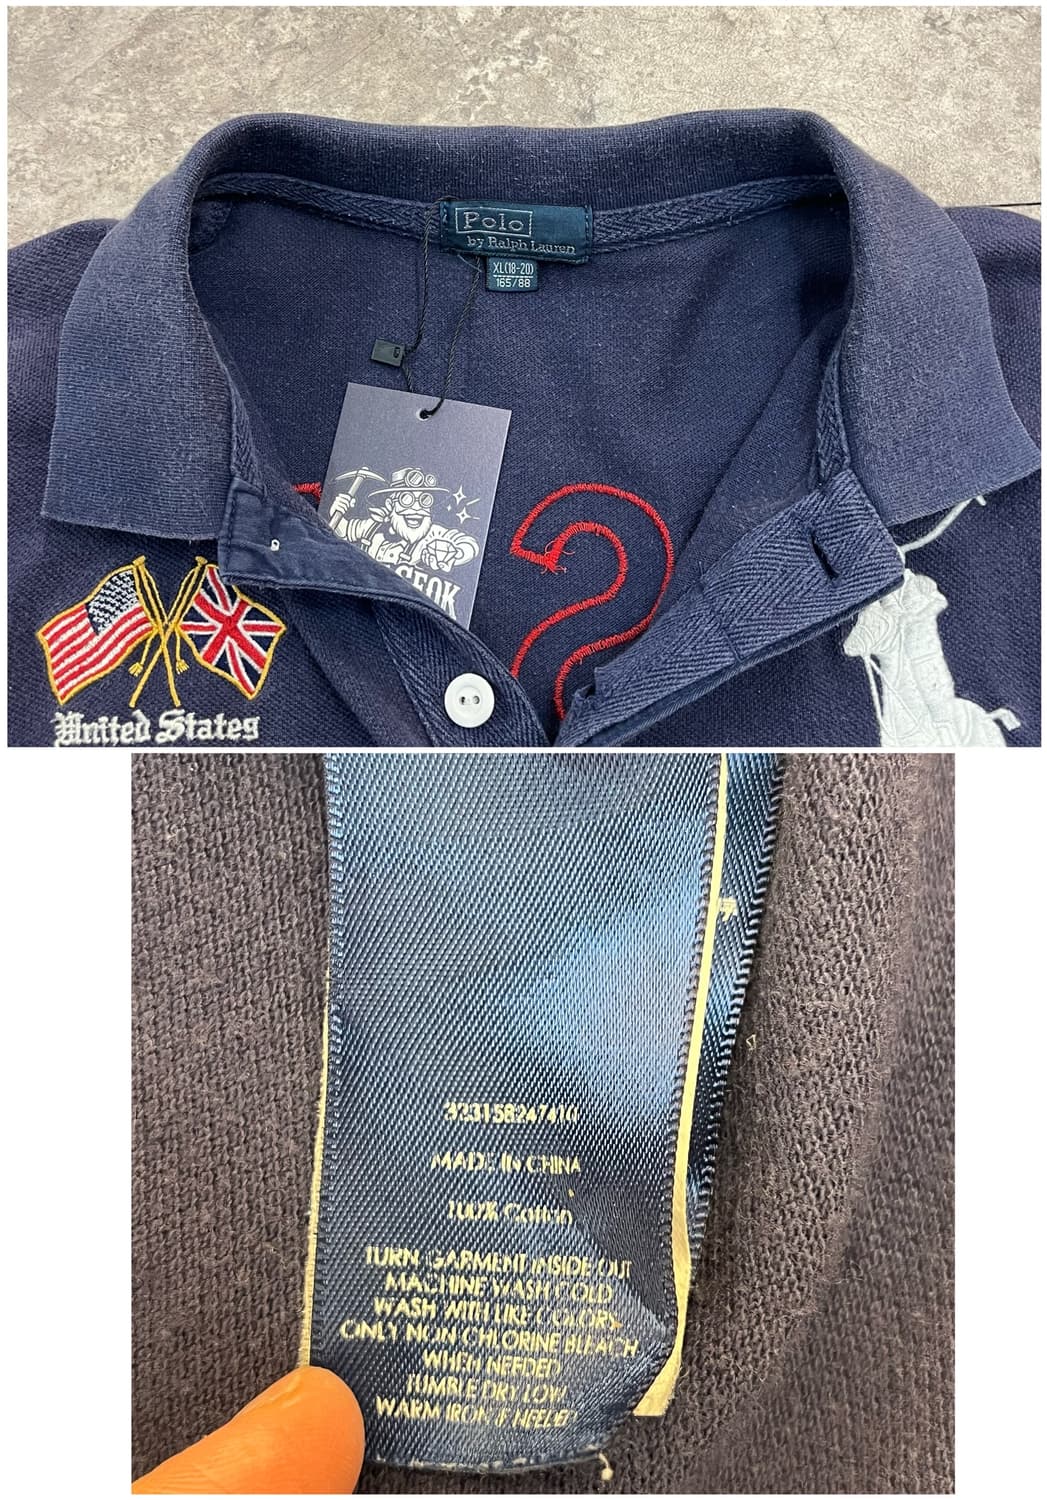 Polo
by Ralph Lauren
XL(18-20)
165/88
G
United States
323158247410
MADE IN CHINA
100% Cotton
TURN GARMENT INSIDE OUT
MACHINE WASH COLD
WASH WITH LIKE COLORS
ONLY NON CHLORINE BLEACH
WHEN NEEDED
TUMBLE DRY LOW
WARM IRON IF NEEDED